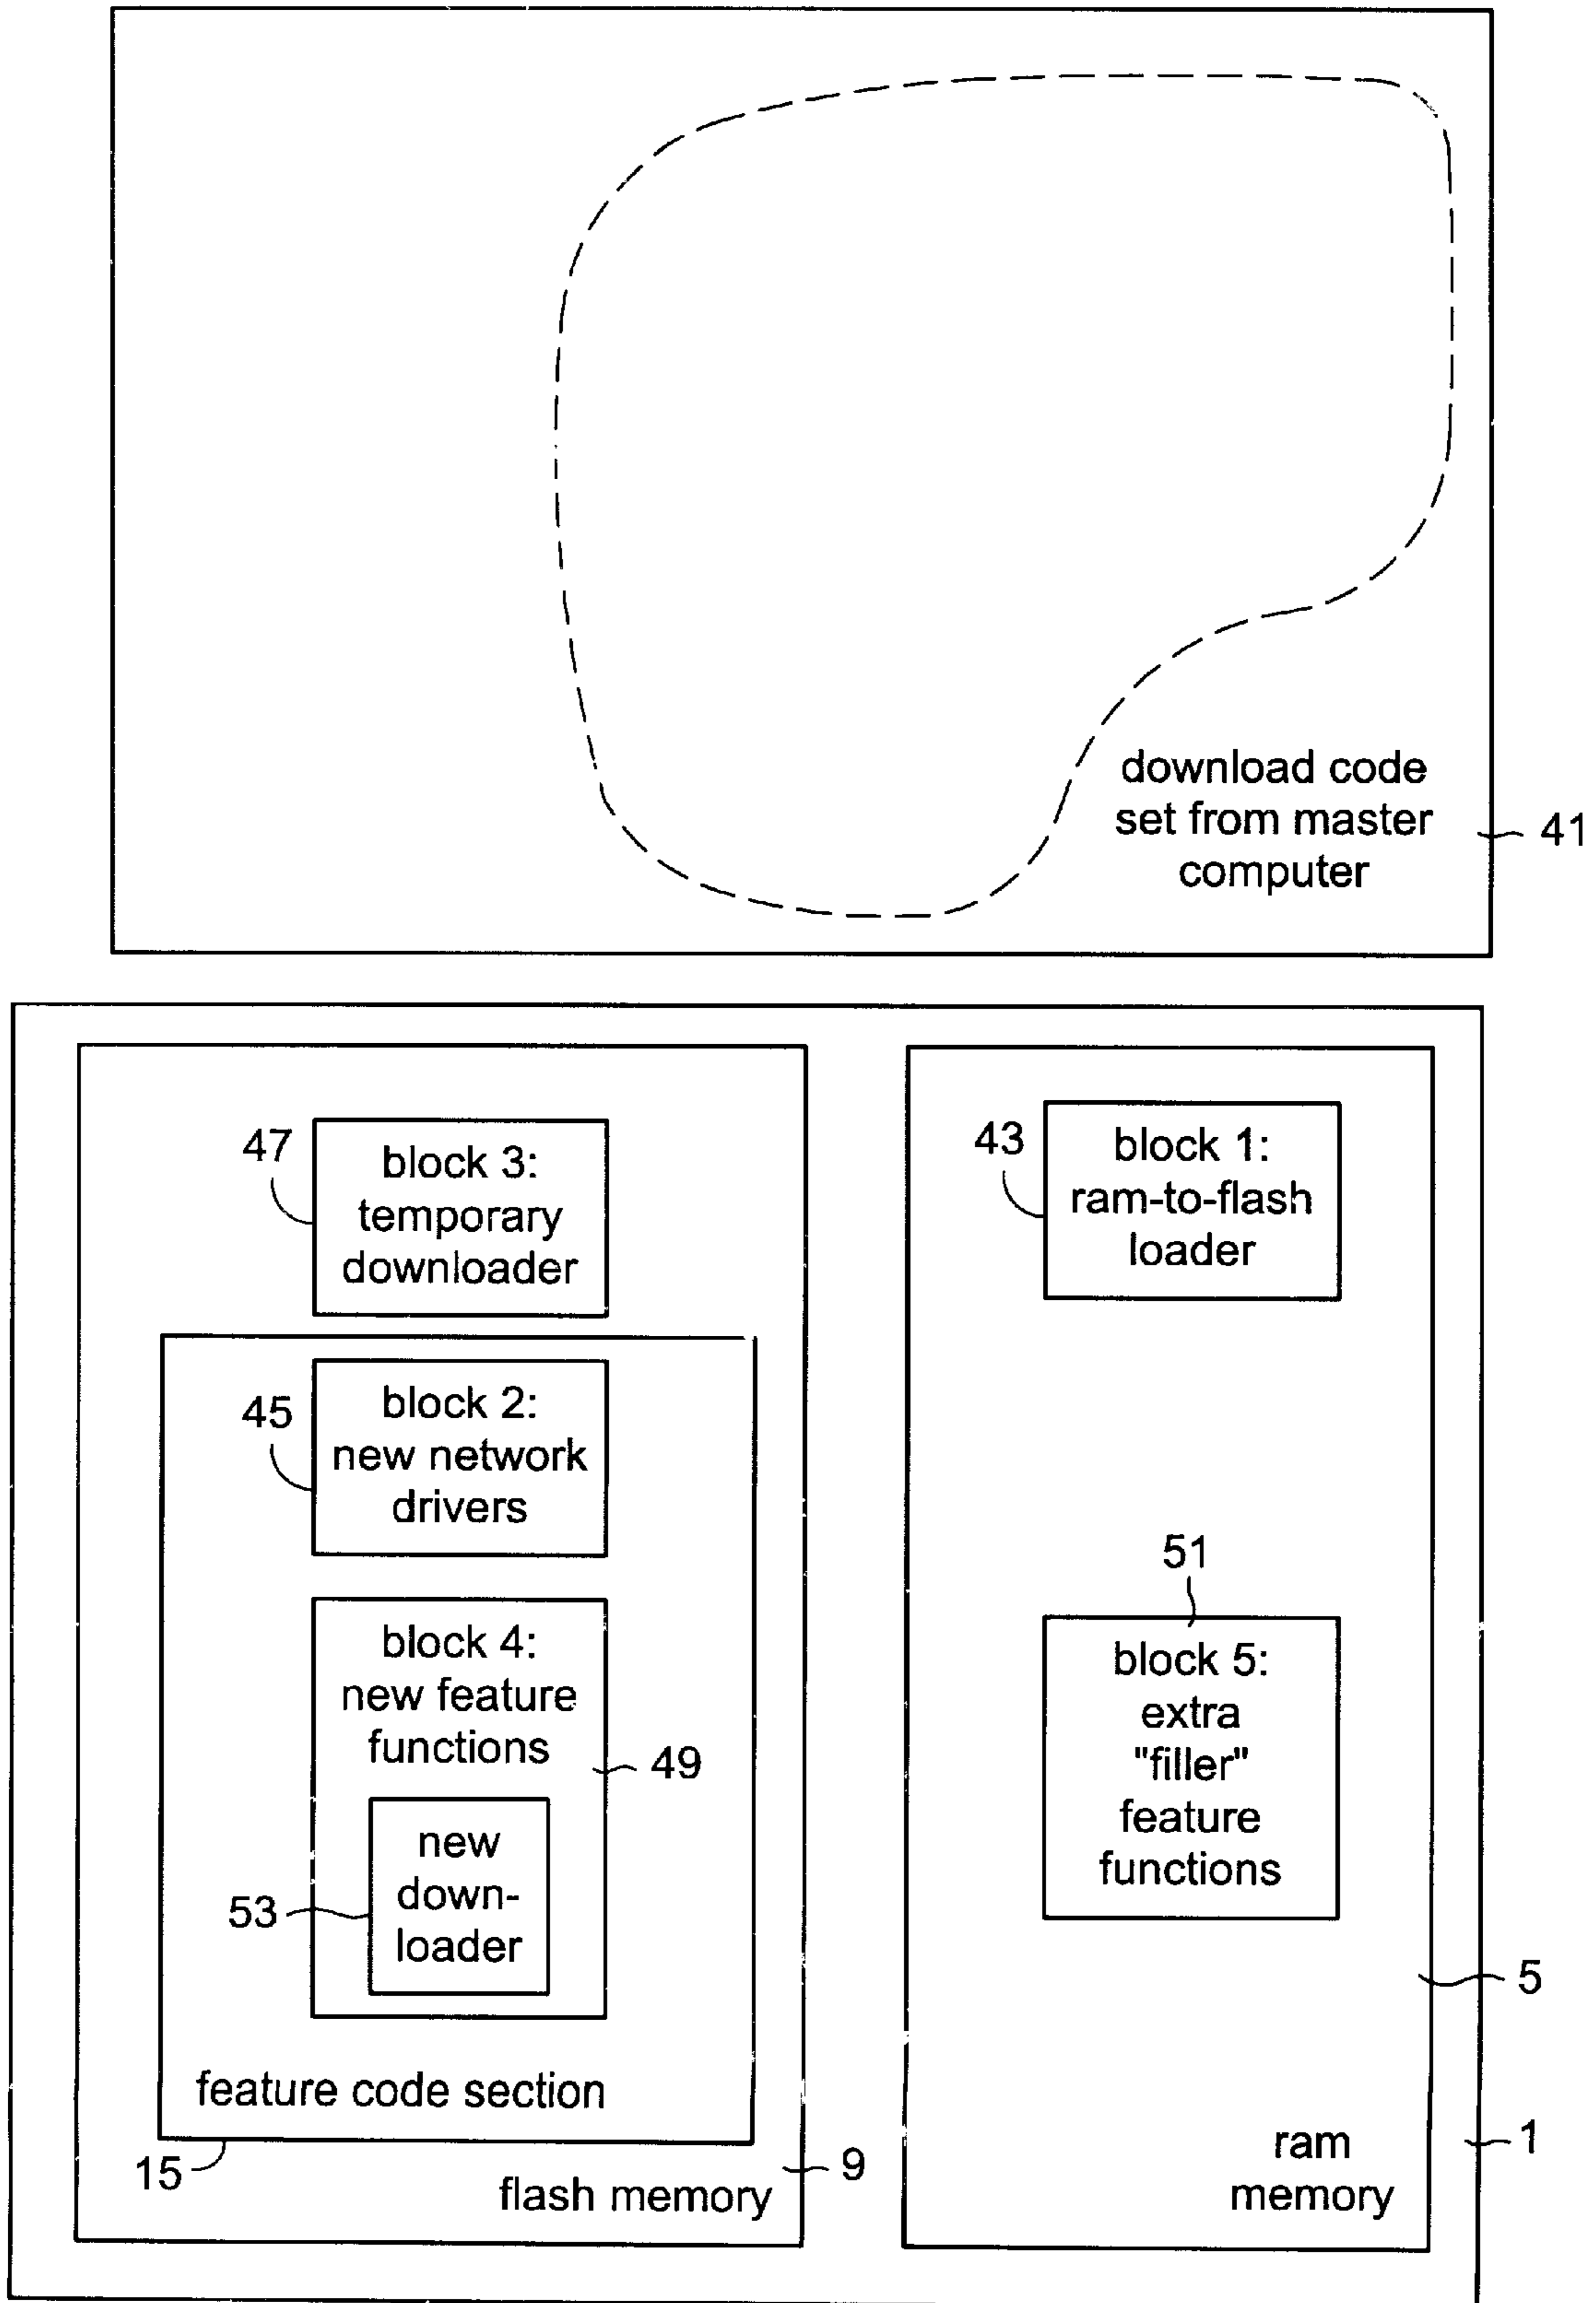 download code
set from master
computer
41
47
block 3:
temporary
downloader
43
block 1:
ram-to-flash
loader
45
block 2:
new network
drivers
51
block 4:
new feature
functions
49
block 5:
extra
"filler"
feature
functions
53
new
down-
loader
5
feature code section
15
9
flash memory
ram
memory
1